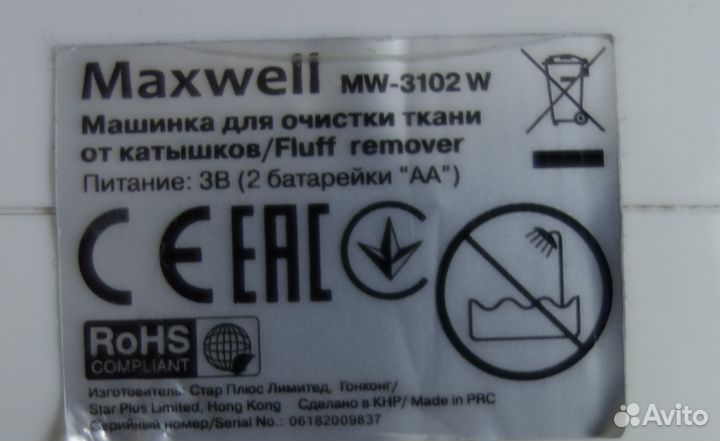 Maxwell MW-3102 W
Машинка для очистки ткани
от катышков/Fluff remover
Питание: 3В (2 батарейки "АА")
CE EAC
RoHS
COMPLIANT
Изготовитель: Стар Плюс Лимитед, Гонконг/
Star Plus Limited, Hong Kong Сделано в КНР/ Made in PRC
Серийный номер/Serial No.: 06182009837
Avito